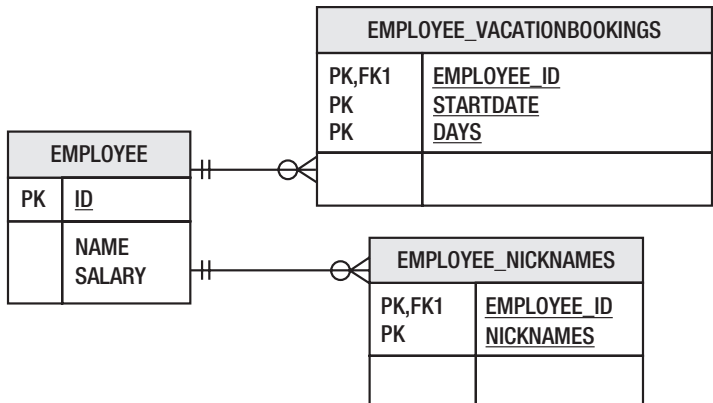 EMPLOYEE_VACATIONBOOKINGS
PK,FK1 EMPLOYEE_ID
PK STARTDATE
PK DAYS
EMPLOYEE
PK ID
NAME
SALARY
EMPLOYEE_NICKNAMES
PK,FK1 EMPLOYEE_ID
PK NICKNAMES